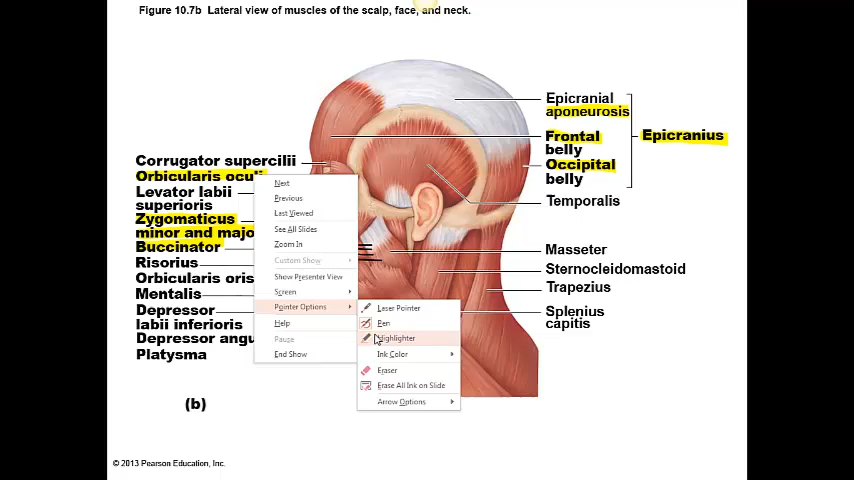 Figure 10.7b Lateral view of muscles of the scalp, face, and neck.
Epicranial
aponeurosis
Frontal
belly
Occipital
belly
Epicranius
Temporalis
Masseter
Sternocleidomastoid
Trapezius
Splenius
capitis
Corrugator supercilii
Orbicularis oculi
Levator labii
superioris
Zygomaticus
minor and majo
Buccinator
Risorius
Orbicularis oris
Mentalis
Depressor
labii inferioris
Depressor angu
Platysma
(b)
Next
Previous
Last Viewed
See All Slides
Zoom In
Custom Show
Show Presenter View
Screen
Pointer Options
Help
Pause
End Show
Laser Pointer
Pen
Highlighter
Ink Color
Eraser
Erase All Ink on Slide
Arrow Options
© 2013 Pearson Education, Inc.